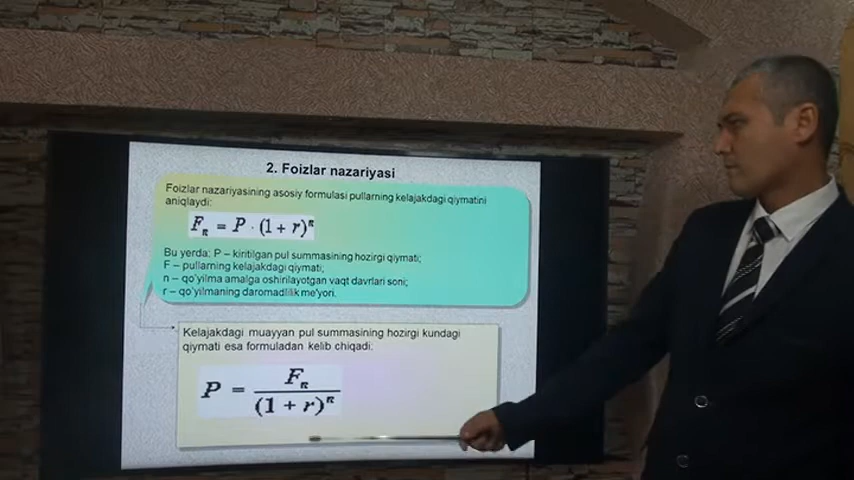 2. Foizlar nazariyasi
Foizlar nazariyasining asosiy formulasi pullarning kelajakdagi qiymatini
aniqlaydi:
Fₙ = P · (1 + r)ⁿ
Bu yerda: P – kiritilgan pul summasining hozirgi qiymati;
F – pullarning kelajakdagi qiymati;
n – qo'yilma amalga oshirilayotgan vaqt davrlari soni;
r – qo'yilmaning daromadlilik me'yori.
Kelajakdagi muayyan pul summasining hozirgi kundagi
qiymati esa formuladan kelib chiqadi:
P = Fₙ / (1 + r)ⁿ